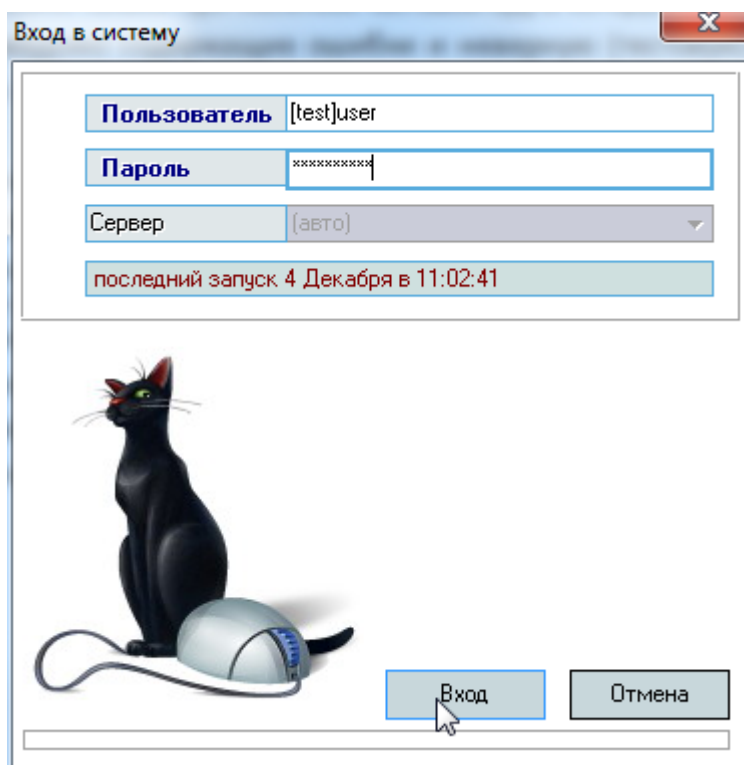 Вход в систему
Пользователь [test]user
Пароль **********
Сервер (авто)
последний запуск 4 Декабря в 11:02:41
Вход Отмена